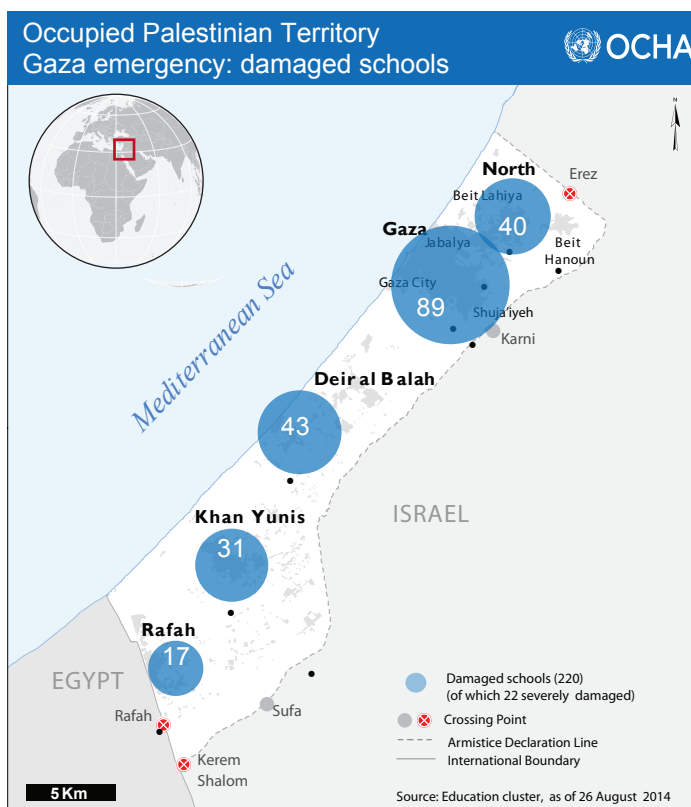 Occupied Palestinian Territory
Gaza emergency: damaged schools
OCHA
N
North
Erez
Beit Lahiya
40
Gaza
Jabalya
Beit
Hanoun
Gaza City
89
Shuja'iyeh
Karni
Mediterranean Sea
Deir al Balah
43
ISRAEL
Khan Yunis
31
Rafah
17
EGYPT
Rafah
Sufa
Kerem
Shalom
5 Km
Damaged schools (220)
(of which 22 severely damaged)
Crossing Point
Armistice Declaration Line
International Boundary
Source: Education cluster, as of 26 August 2014